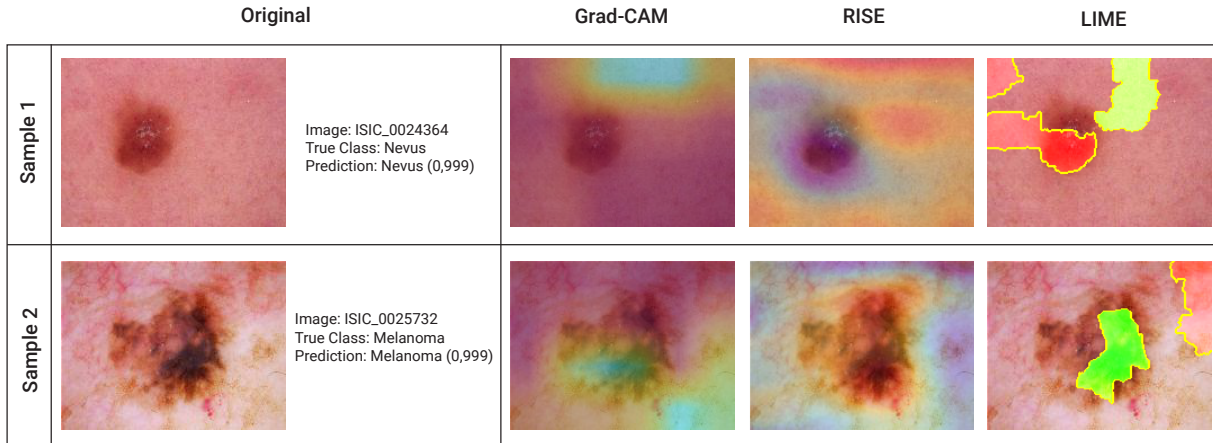 Original
Grad-CAM
RISE
LIME
Sample 1
Image: ISIC_0024364
True Class: Nevus
Prediction: Nevus (0,999)
Sample 2
Image: ISIC_0025732
True Class: Melanoma
Prediction: Melanoma (0,999)